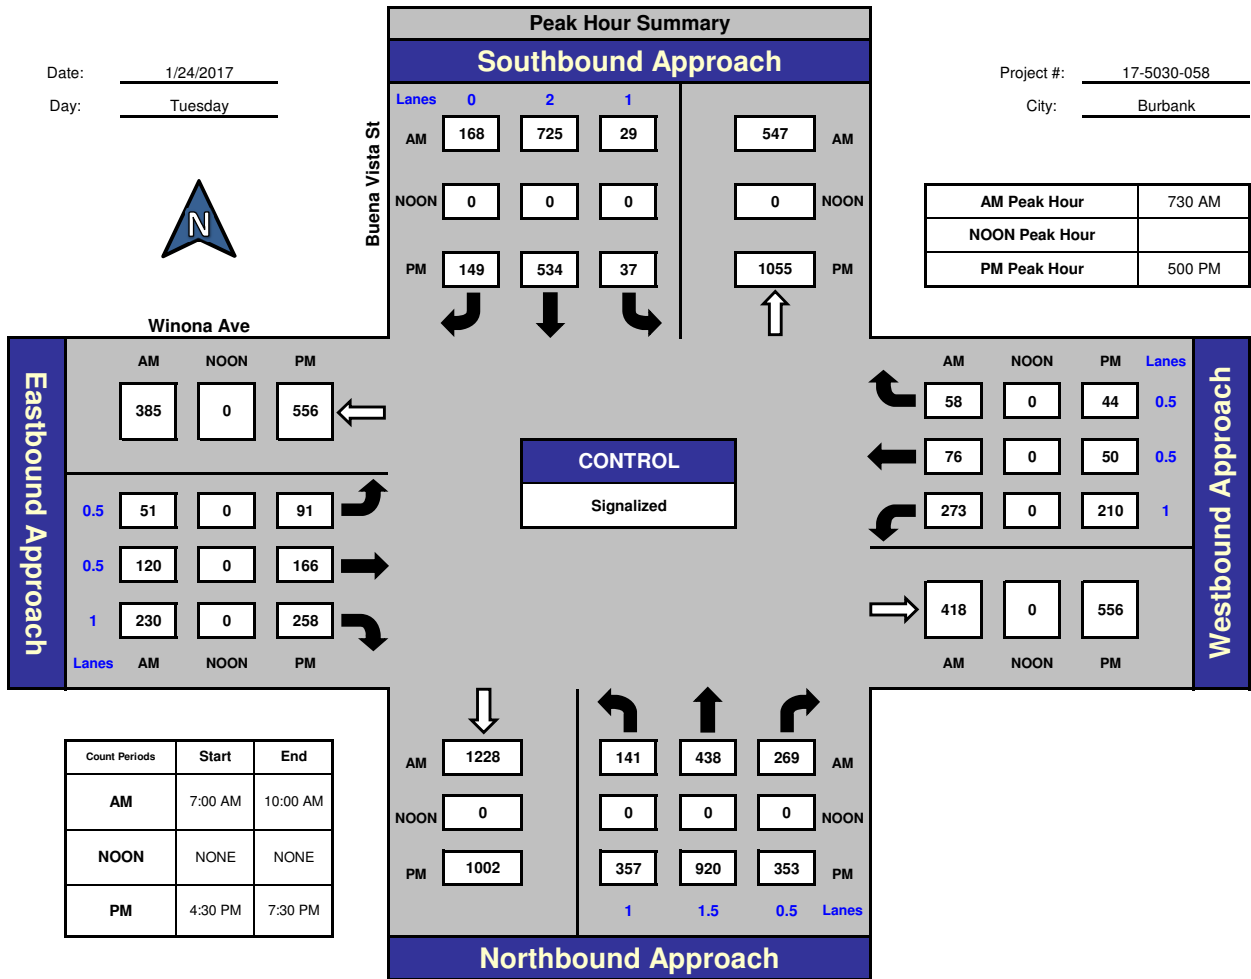 Peak Hour Summary
Southbound Approach
Date: 1/24/2017
Day: Tuesday
Project #: 17-5030-058
City: Burbank
N
Buena Vista St
Lanes 0 2 1
AM 168 725 29 547 AM
NOON 0 0 0 0 NOON
PM 149 534 37 1055 PM
AM Peak Hour 730 AM
NOON Peak Hour
PM Peak Hour 500 PM
Winona Ave
Eastbound Approach
AM NOON PM
385 0 556
0.5 51 0 91
0.5 120 0 166
1 230 0 258
Lanes AM NOON PM
CONTROL
Signalized
Westbound Approach
AM NOON PM Lanes
58 0 44 0.5
76 0 50 0.5
273 0 210 1
418 0 556
AM NOON PM
Count Periods Start End
AM 7:00 AM 10:00 AM
NOON NONE NONE
PM 4:30 PM 7:30 PM
AM 1228 141 438 269 AM
NOON 0 0 0 0 NOON
PM 1002 357 920 353 PM
1 1.5 0.5 Lanes
Northbound Approach